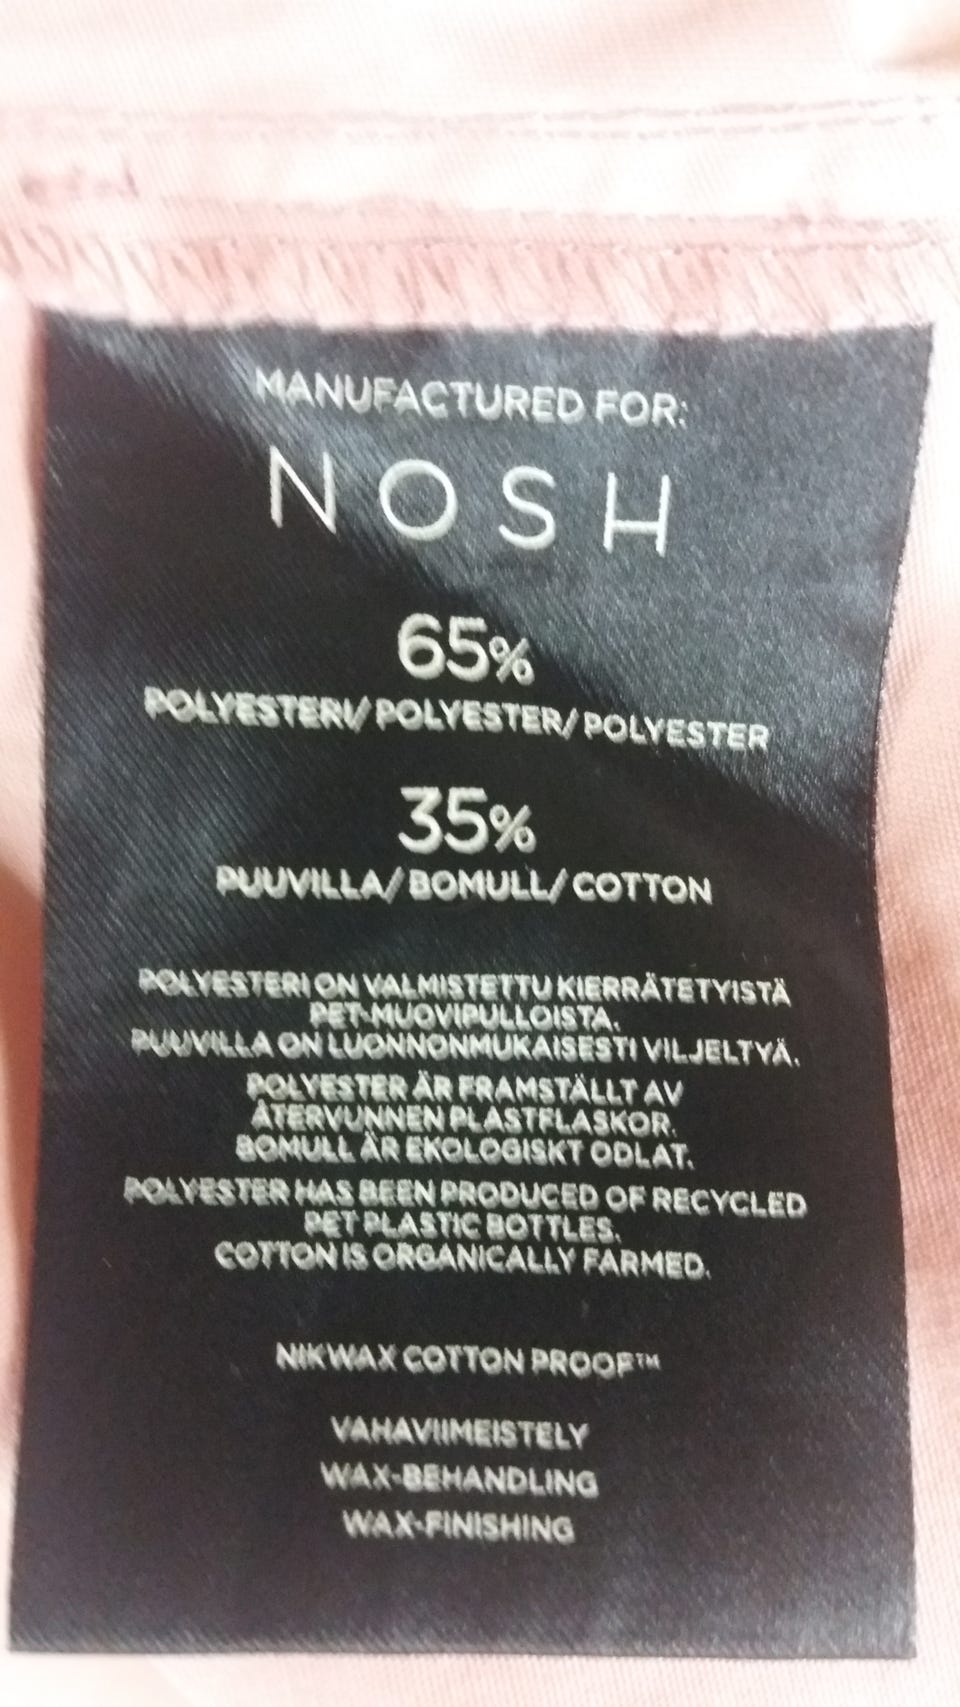 MANUFACTURED FOR:
NOSH
65%
POLYESTERI/ POLYESTER/ POLYESTER
35%
PUUVILLA/ BOMULL/ COTTON
POLYESTERI ON VALMISTETTU KIERRÄTETYISTÄ
PET-MUOVIPULLOISTA.
PUUVILLA ON LUONNONMUKAISESTI VILJELTYÄ.
POLYESTER ÄR FRAMSTÄLLT AV
ÅTERVUNNEN PLASTFLASKOR.
BOMULL ÄR EKOLOGISKT ODLAT.
POLYESTER HAS BEEN PRODUCED OF RECYCLED
PET PLASTIC BOTTLES.
COTTON IS ORGANICALLY FARMED.
NIKWAX COTTON PROOF™
VAHAVIIMEISTELY
WAX-BEHANDLING
WAX-FINISHING